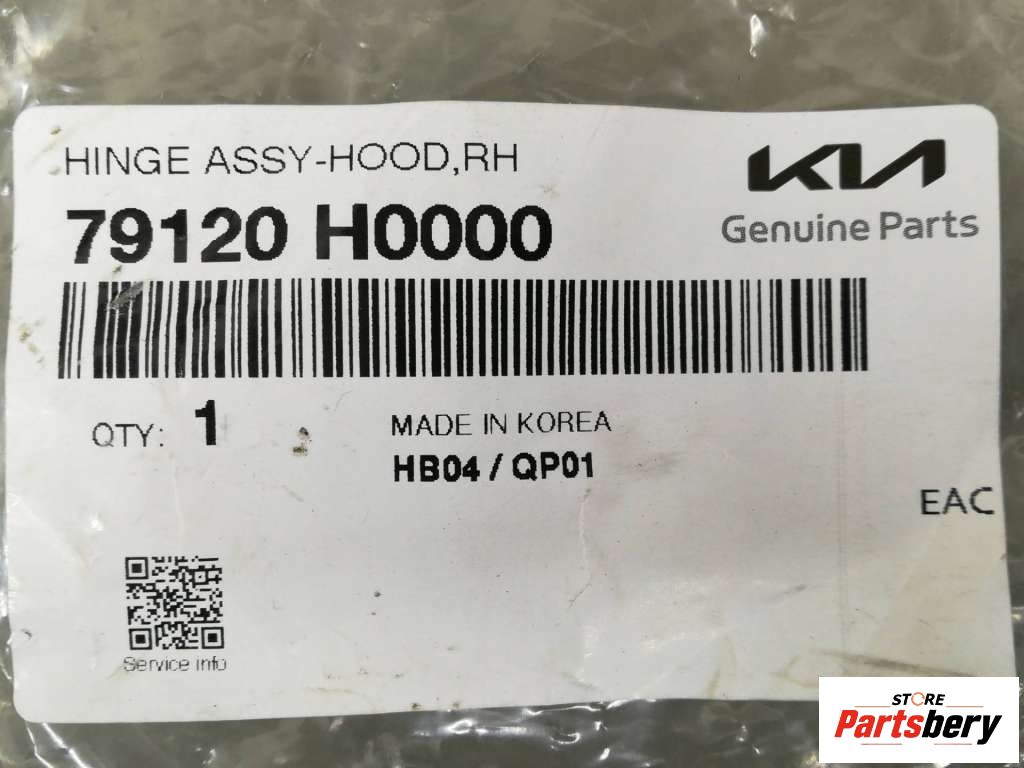 HINGE ASSY-HOOD,RH
79120 H0000
KIA
Genuine Parts
QTY: 1
MADE IN KOREA
HB04 / QP01
EAC
Service info
STORE
Partsbery